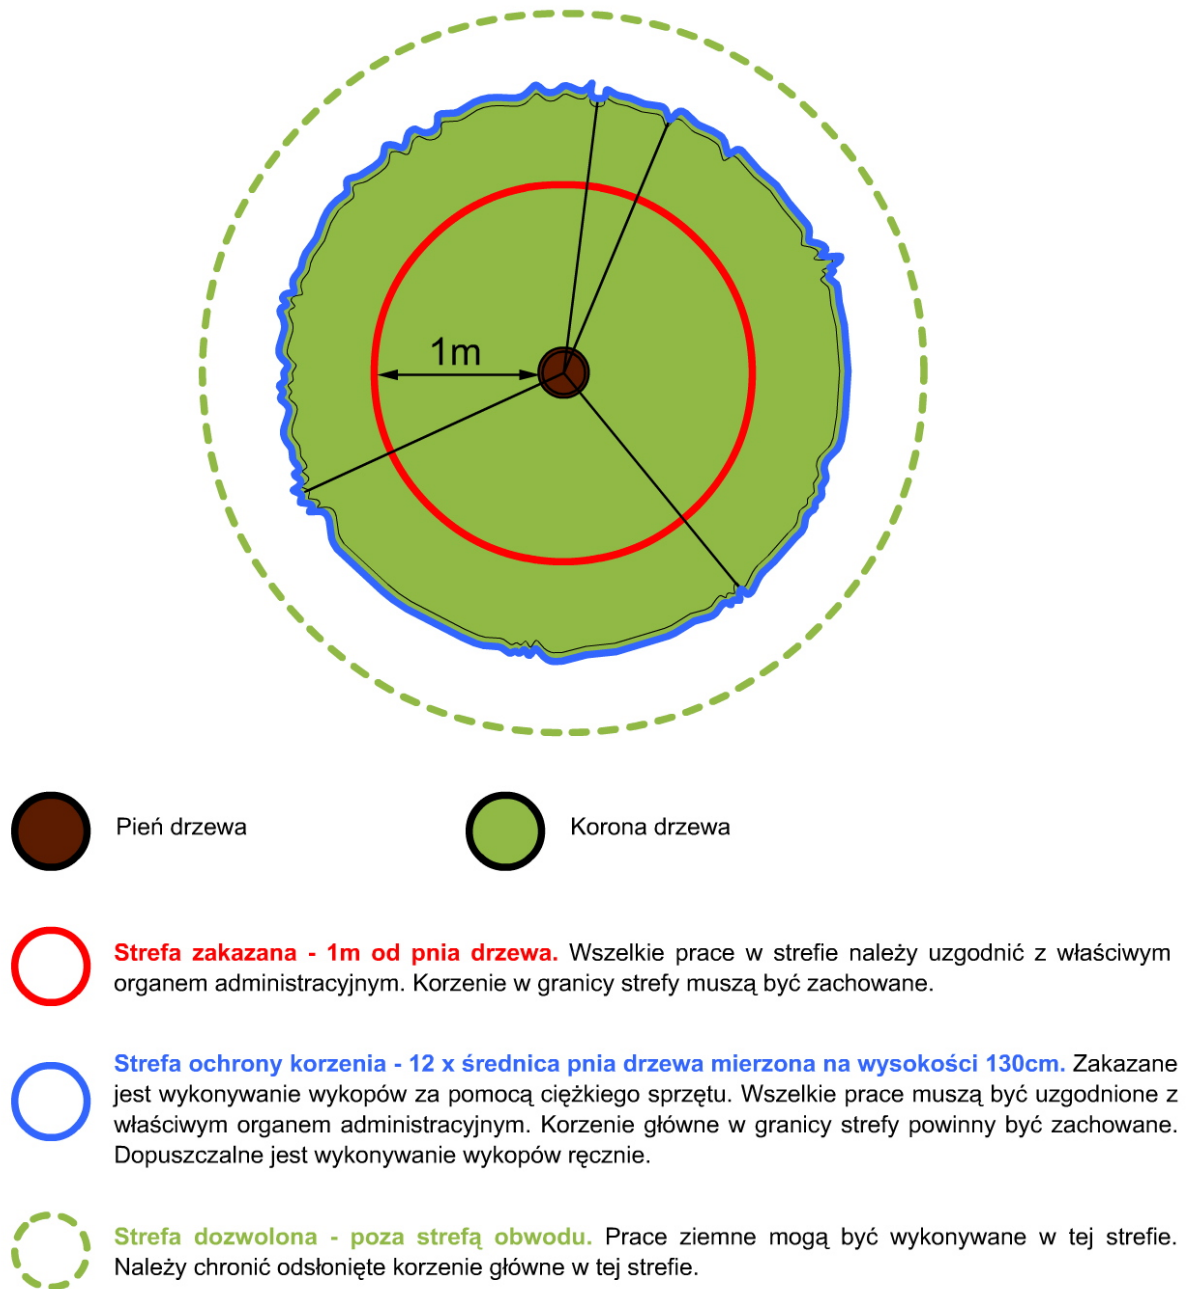 1m
Pień drzewa
Korona drzewa
Strefa zakazana - 1m od pnia drzewa. Wszelkie prace w strefie należy uzgodnić z właściwym
organem administracyjnym. Korzenie w granicy strefy muszą być zachowane.
Strefa ochrony korzenia - 12 x średnica pnia drzewa mierzona na wysokości 130cm. Zakazane
jest wykonywanie wykopów za pomocą ciężkiego sprzętu. Wszelkie prace muszą być uzgodnione z
właściwym organem administracyjnym. Korzenie główne w granicy strefy powinny być zachowane.
Dopuszczalne jest wykonywanie wykopów ręcznie.
Strefa dozwolona - poza strefą obwodu. Prace ziemne mogą być wykonywane w tej strefie.
Należy chronić odsłonięte korzenie główne w tej strefie.